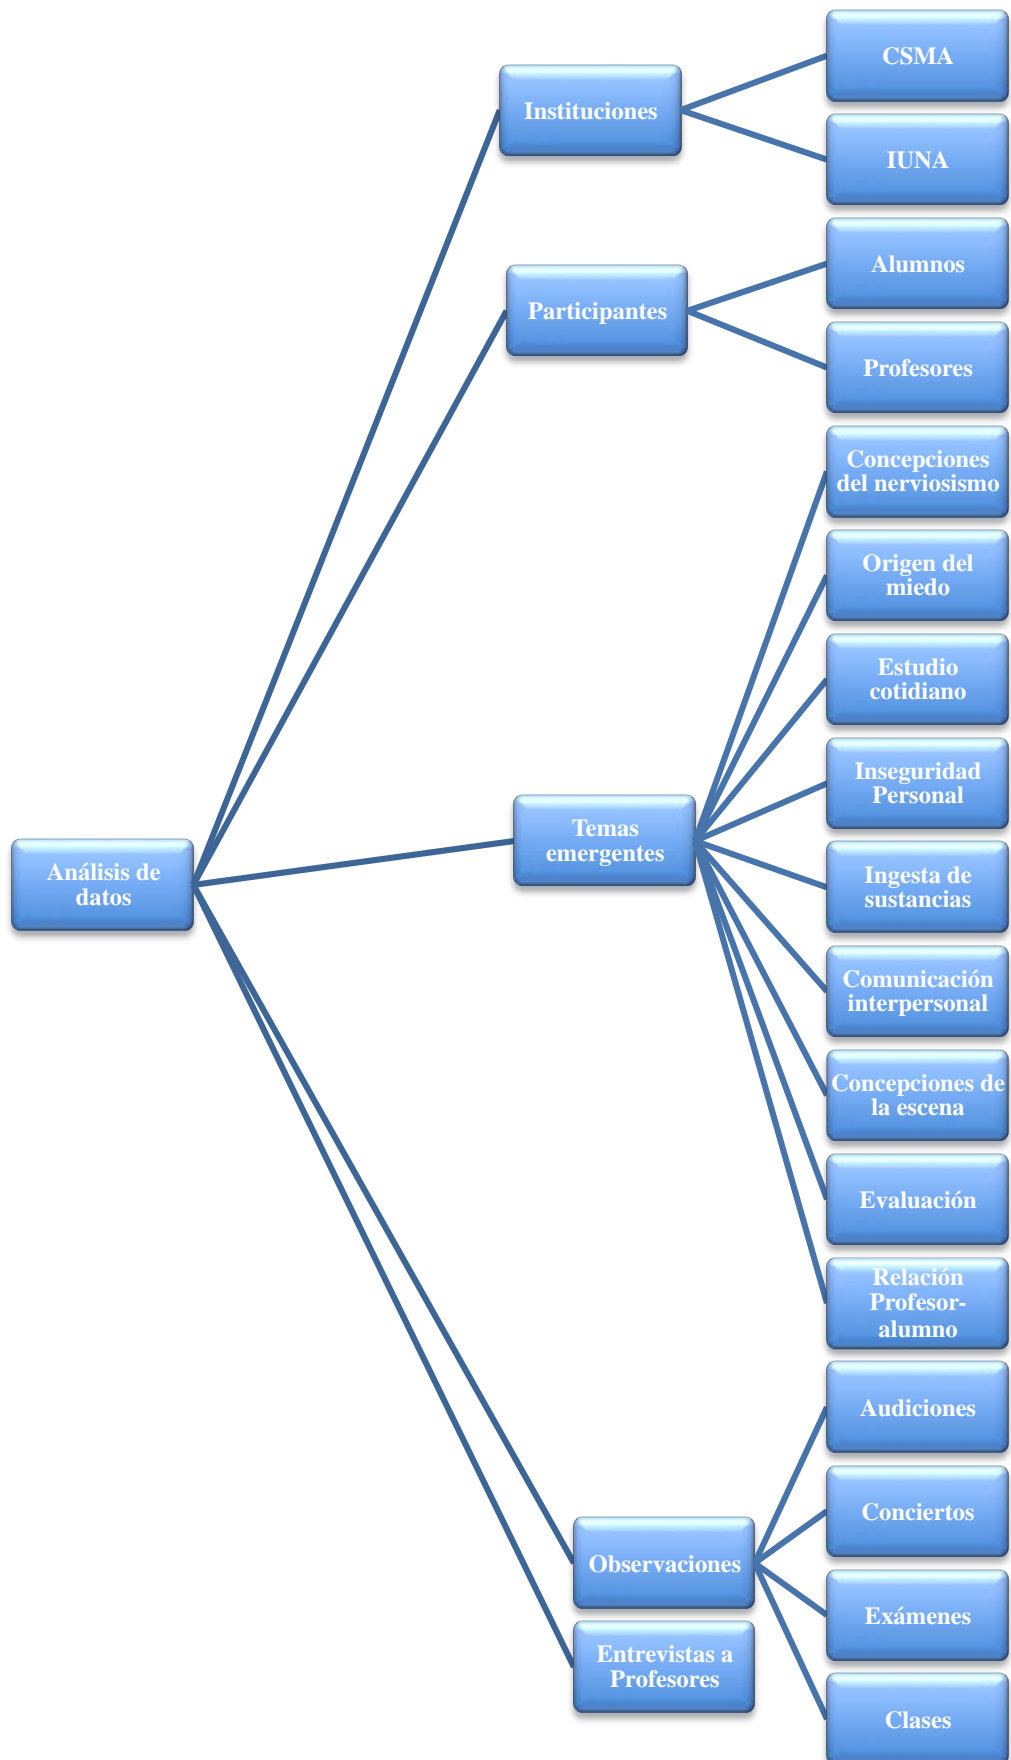 Análisis de
datos
Instituciones
CSMA
IUNA
Participantes
Alumnos
Profesores
Temas
emergentes
Concepciones
del nerviosismo
Origen del
miedo
Estudio
cotidiano
Inseguridad
Personal
Ingesta de
sustancias
Comunicación
interpersonal
Concepciones de
la escena
Evaluación
Relación
Profesor-
alumno
Observaciones
Audiciones
Conciertos
Exámenes
Clases
Entrevistas a
Profesores